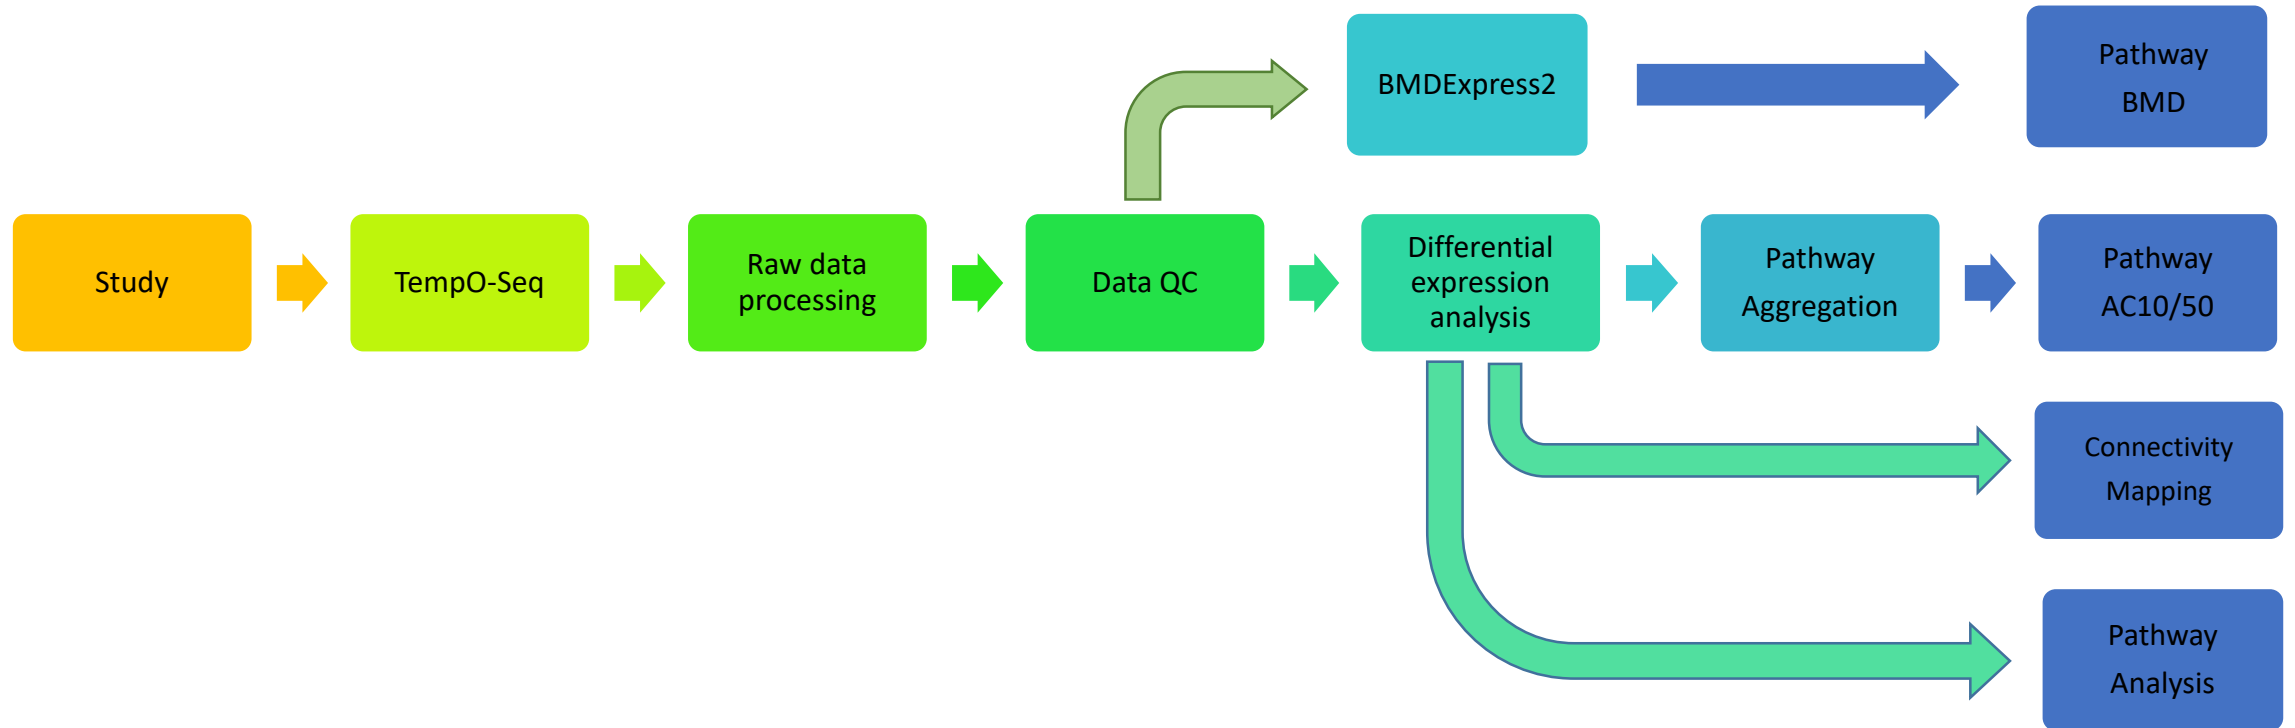 BMDExpress2
Pathway
BMD
Study
TempO-Seq
Raw data
processing
Data QC
Differential
expression
analysis
Pathway
Aggregation
Pathway
AC10/50
Connectivity
Mapping
Pathway
Analysis